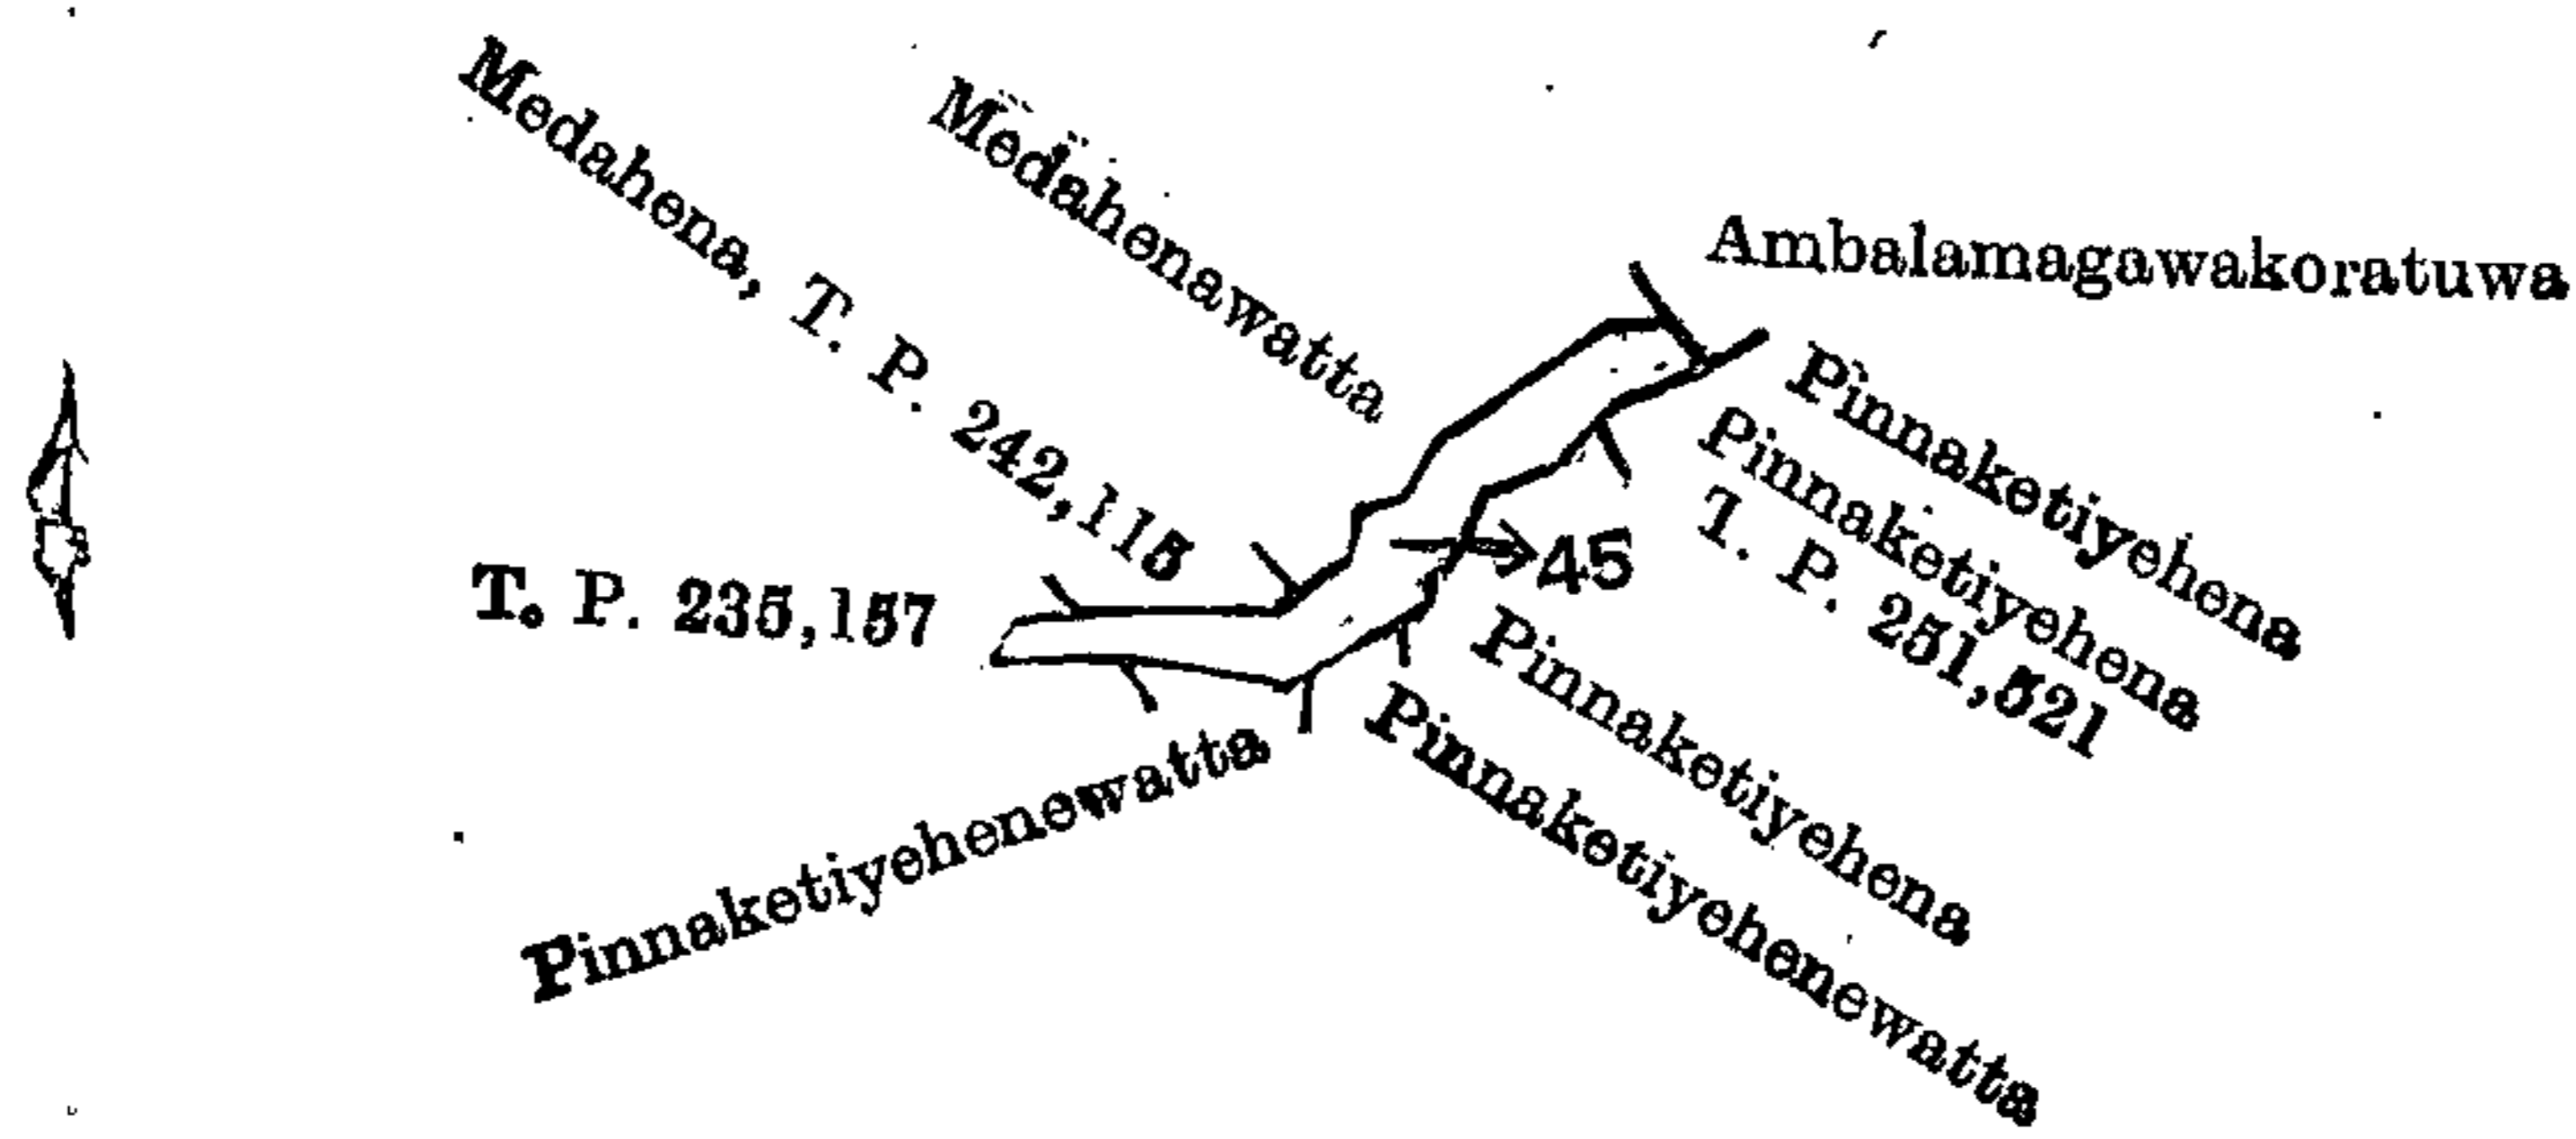 Medahena, T. P. 242,115
Medahenawatta
Ambalamagawakoratuwa
Pinnaketiyehena
Pinnaketiyehena
T. P. 251,521
45
T. P. 235,157
Pinnaketiyehena
Pinnaketiyehenewatta
Pinnaketiyehenewatta